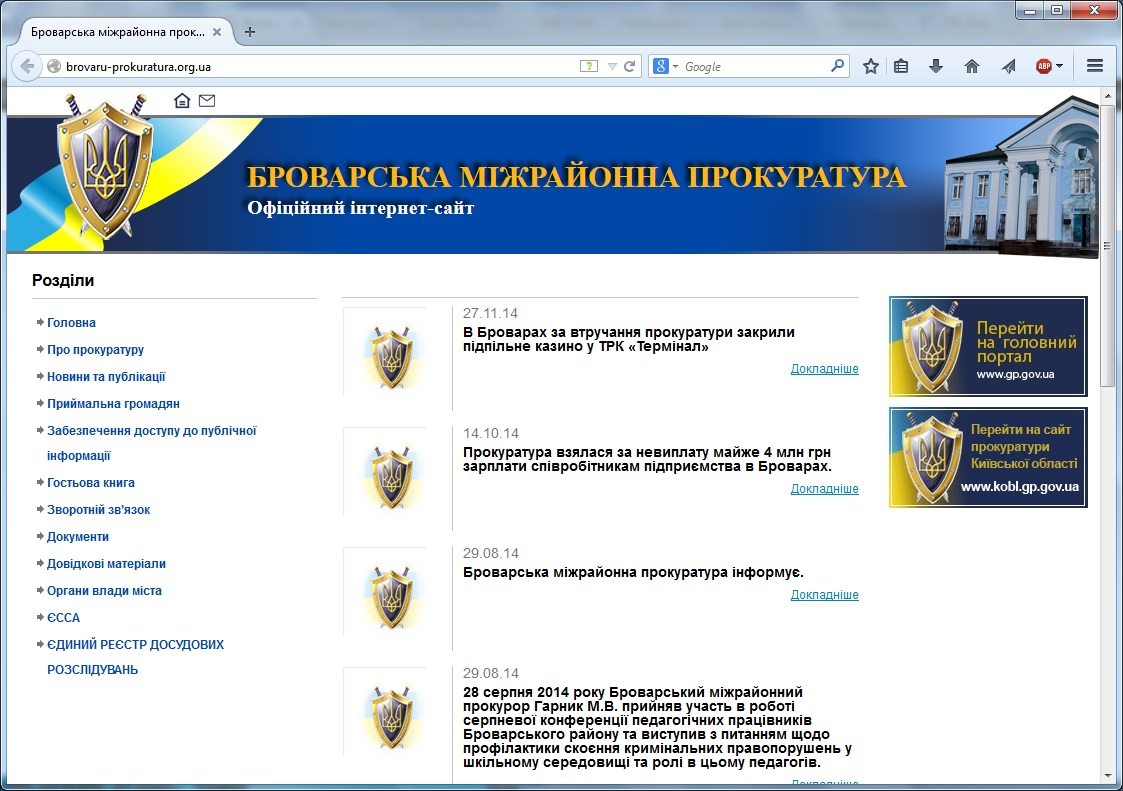 Броварська міжрайонна прок...
brovaru-prokuratura.org.ua
Google
ABP
БРОВАРСЬКА МІЖРАЙОННА ПРОКУРАТУРА
Офіційний інтернет-сайт
Розділи
Головна
Про прокуратуру
Новини та публікації
Приймальна громадян
Забезпечення доступу до публічної
інформації
Гостьова книга
Зворотній зв'язок
Документи
Довідкові матеріали
Органи влади міста
ЄССА
ЄДИНИЙ РЕЄСТР ДОСУДОВИХ
РОЗСЛІДУВАНЬ
27.11.14
В Броварах за втручання прокуратури закрили
підпільне казино у ТРК «Термінал»
Докладніше
14.10.14
Прокуратура взялася за невиплату майже 4 млн грн
зарплати співробітникам підприємства в Броварах.
Докладніше
29.08.14
Броварська міжрайонна прокуратура інформує.
Докладніше
29.08.14
28 серпня 2014 року Броварський міжрайонний
прокурор Гарник М.В. прийняв участь в роботі
серпневої конференції педагогічних працівників
Броварського району та виступив з питанням щодо
профілактики скоєння кримінальних правопорушень у
шкільному середовищі та ролі в цьому педагогів.
Докладніше
Перейти
на головний
портал
www.gp.gov.ua
Перейти на сайт
прокуратури
Київської області
www.kobl.gp.gov.ua